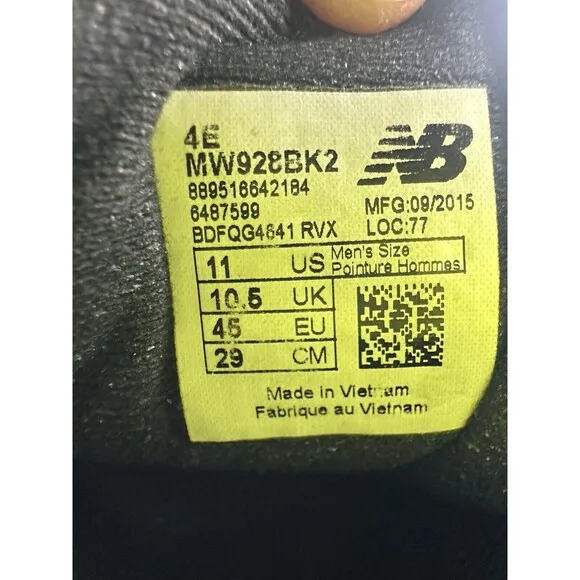 4E
MW928BK2
NB
889516642184
6487599
MFG:09/2015
BDFQG4641 RVX
LOC:77
11 US
Men's Size
Pointure Hommes
10.5 UK
45 EU
29 CM
Made in Vietnam
Fabrique au Vietnam